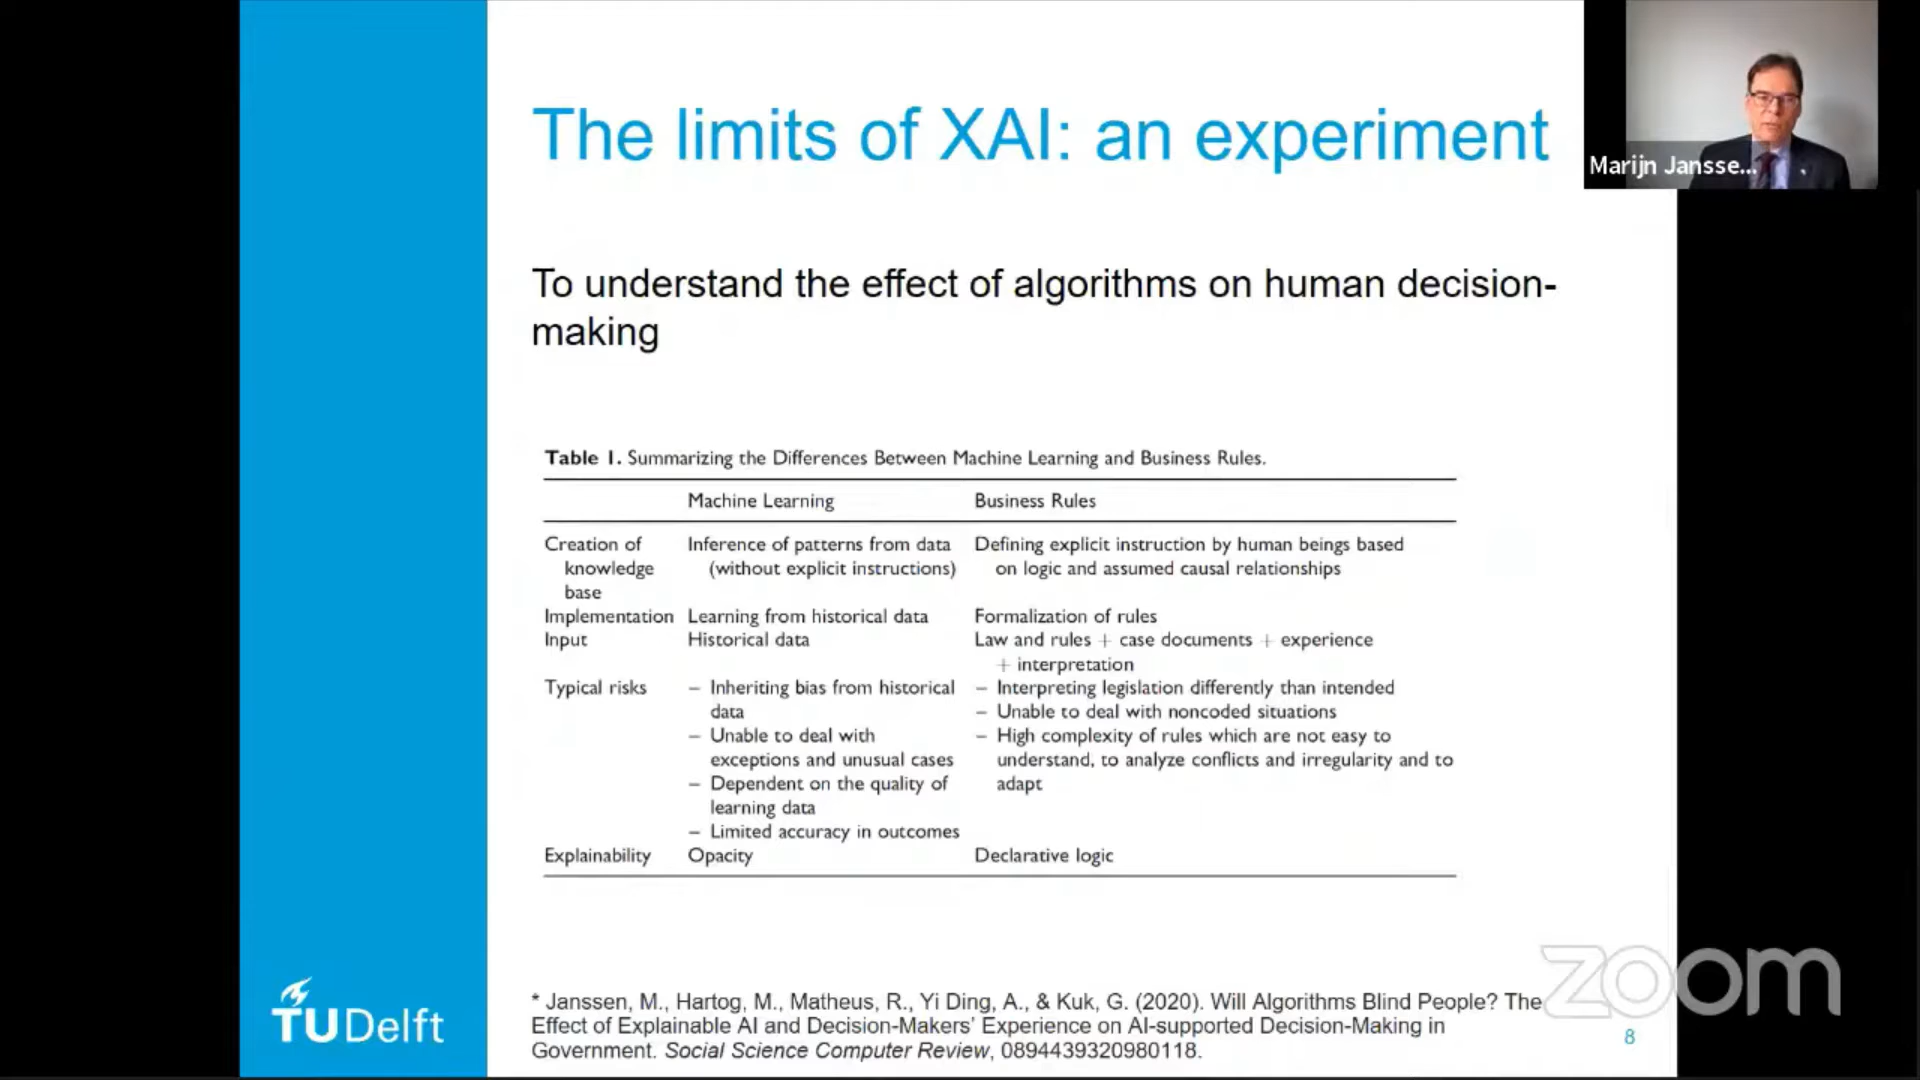 The limits of XAI: an experiment
Marijn Jansse...
To understand the effect of algorithms on human decision-
making
Table 1. Summarizing the Differences Between Machine Learning and Business Rules.
Machine Learning Business Rules
Creation of Inference of patterns from data Defining explicit instruction by human beings based
knowledge (without explicit instructions) on logic and assumed causal relationships
base
Implementation Learning from historical data Formalization of rules
Input Historical data Law and rules + case documents + experience
+ interpretation
Typical risks – Inheriting bias from historical – Interpreting legislation differently than intended
data – Unable to deal with noncoded situations
– Unable to deal with – High complexity of rules which are not easy to
exceptions and unusual cases understand, to analyze conflicts and irregularity and to
– Dependent on the quality of adapt
learning data
– Limited accuracy in outcomes
Explainability Opacity Declarative logic
* Janssen, M., Hartog, M., Matheus, R., Yi Ding, A., & Kuk, G. (2020). Will Algorithms Blind People? The
Effect of Explainable AI and Decision-Makers’ Experience on AI-supported Decision-Making in
Government. Social Science Computer Review, 0894439320980118.
TUDelft
8
zoom